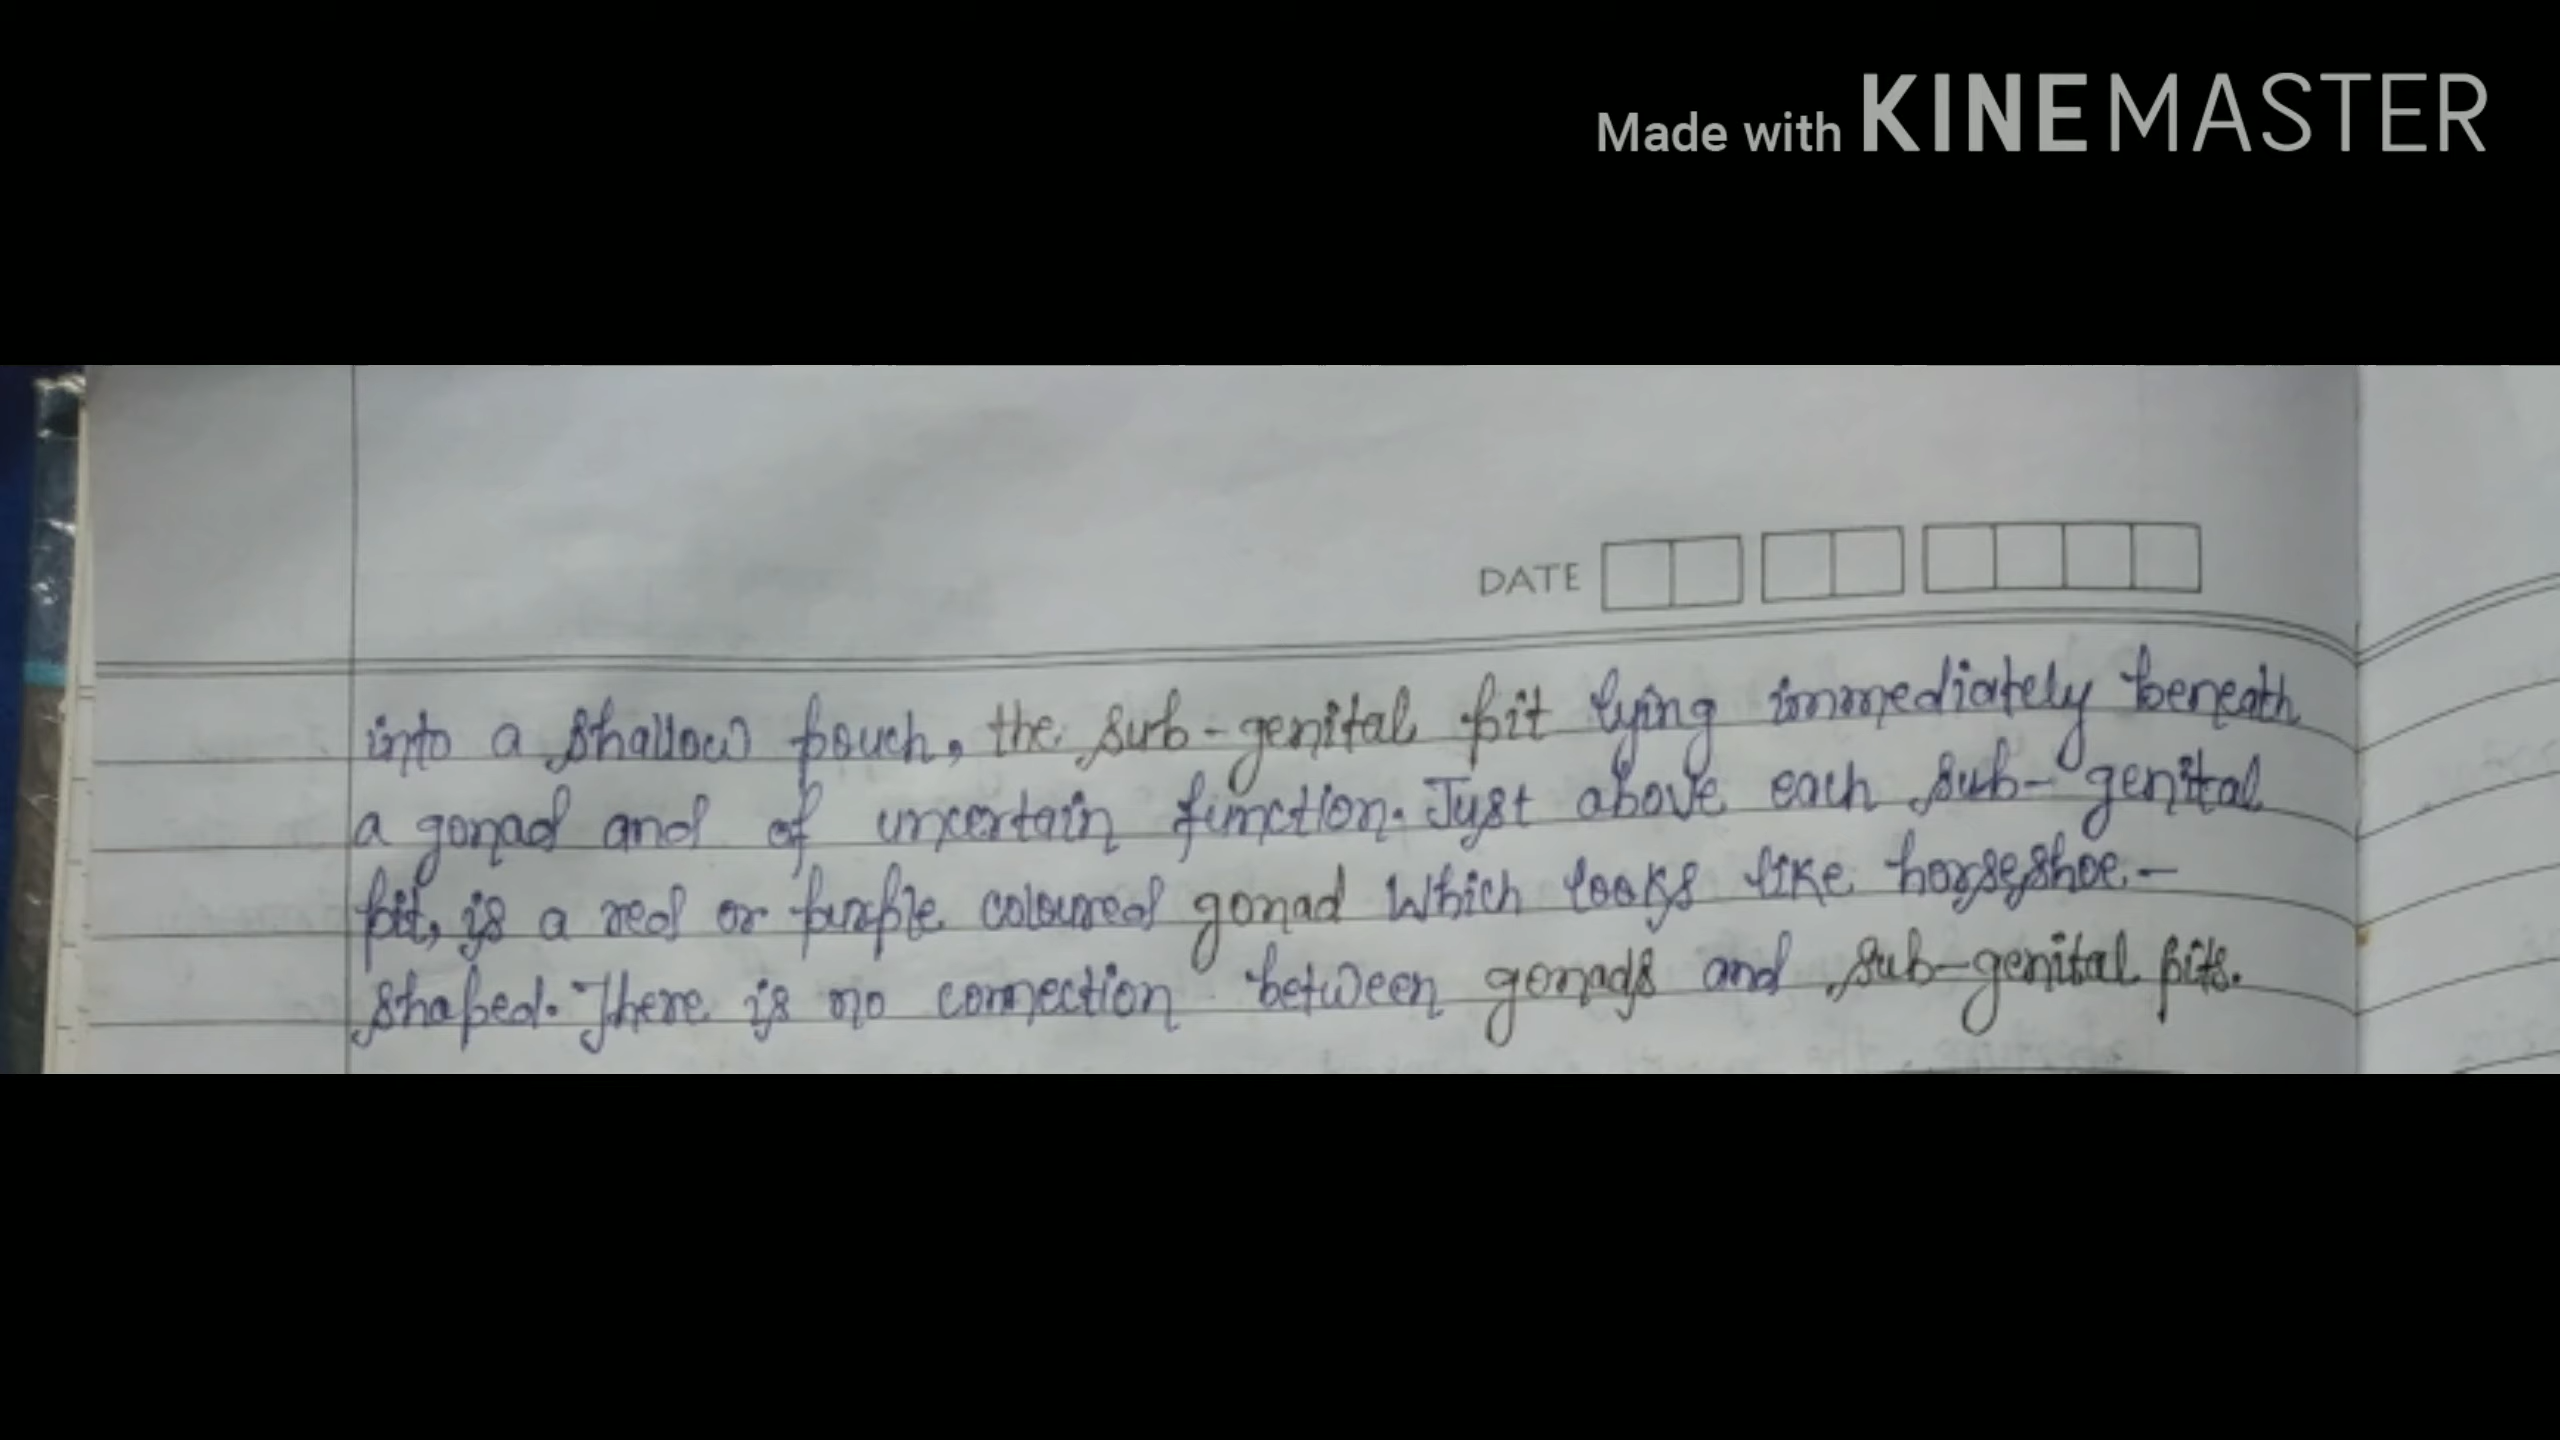 Made with KINEMASTER
DATE
into a shallow pouch, the sub-genital pit lying immediately beneath
a gonad and of uncertain function. Just above each sub-genital
pit, is a red or purple coloured gonad which looks like horseshoe-
shaped. There is no connection between gonads and sub-genital pits.